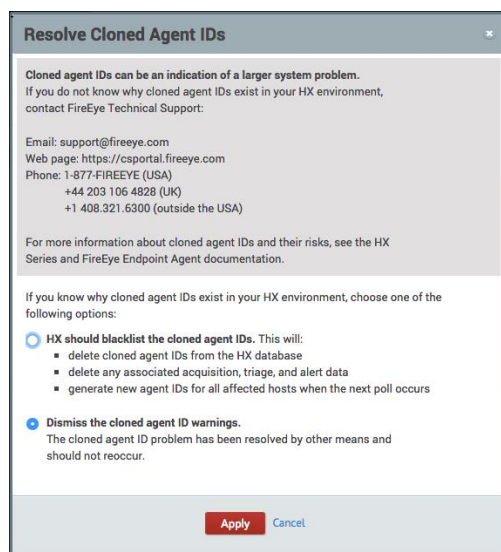 Resolve Cloned Agent IDs
Cloned agent IDs can be an indication of a larger system problem.
If you do not know why cloned agent IDs exist in your HX environment,
contact FireEye Technical Support:
Email: support@fireeye.com
Web page: https://csportal.fireeye.com
Phone: 1-877-FIREEYE (USA)
+44 203 106 4828 (UK)
+1 408.321.6300 (outside the USA)
For more information about cloned agent IDs and their risks, see the HX
Series and FireEye Endpoint Agent documentation.
If you know why cloned agent IDs exist in your HX environment, choose one of the
following options:
HX should blacklist the cloned agent IDs. This will:
▪ delete cloned agent IDs from the HX database
▪ delete any associated acquisition, triage, and alert data
▪ generate new agent IDs for all affected hosts when the next poll occurs
Dismiss the cloned agent ID warnings.
The cloned agent ID problem has been resolved by other means and
should not reoccur.
Apply Cancel